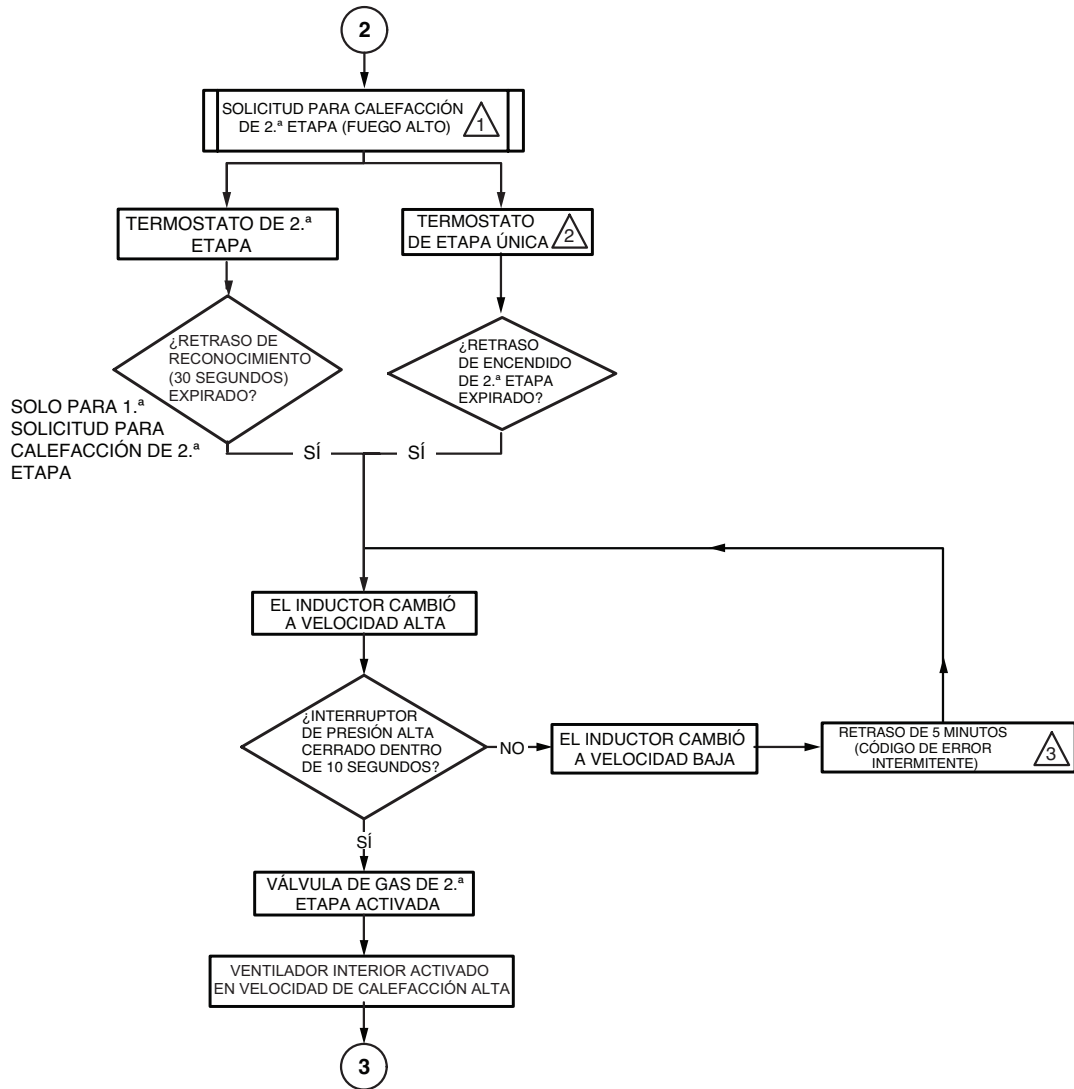 2
SOLICITUD PARA CALEFACCIÓN
DE 2.ª ETAPA (FUEGO ALTO)
1
TERMOSTATO DE 2.ª
ETAPA
TERMOSTATO
DE ETAPA ÚNICA
2
¿RETRASO DE
RECONOCIMIENTO
(30 SEGUNDOS)
EXPIRADO?
¿RETRASO
DE ENCENDIDO
DE 2.ª ETAPA
EXPIRADO?
SOLO PARA 1.ª
SOLICITUD PARA
CALEFACCIÓN DE 2.ª
ETAPA
SÍ
SÍ
EL INDUCTOR CAMBIÓ
A VELOCIDAD ALTA
¿INTERRUPTOR
DE PRESIÓN ALTA
CERRADO DENTRO
DE 10 SEGUNDOS?
NO
EL INDUCTOR CAMBIÓ
A VELOCIDAD BAJA
RETRASO DE 5 MINUTOS
(CÓDIGO DE ERROR
INTERMITENTE)
3
SÍ
VÁLVULA DE GAS DE 2.ª
ETAPA ACTIVADA
VENTILADOR INTERIOR ACTIVADO
EN VELOCIDAD DE CALEFACCIÓN ALTA
3